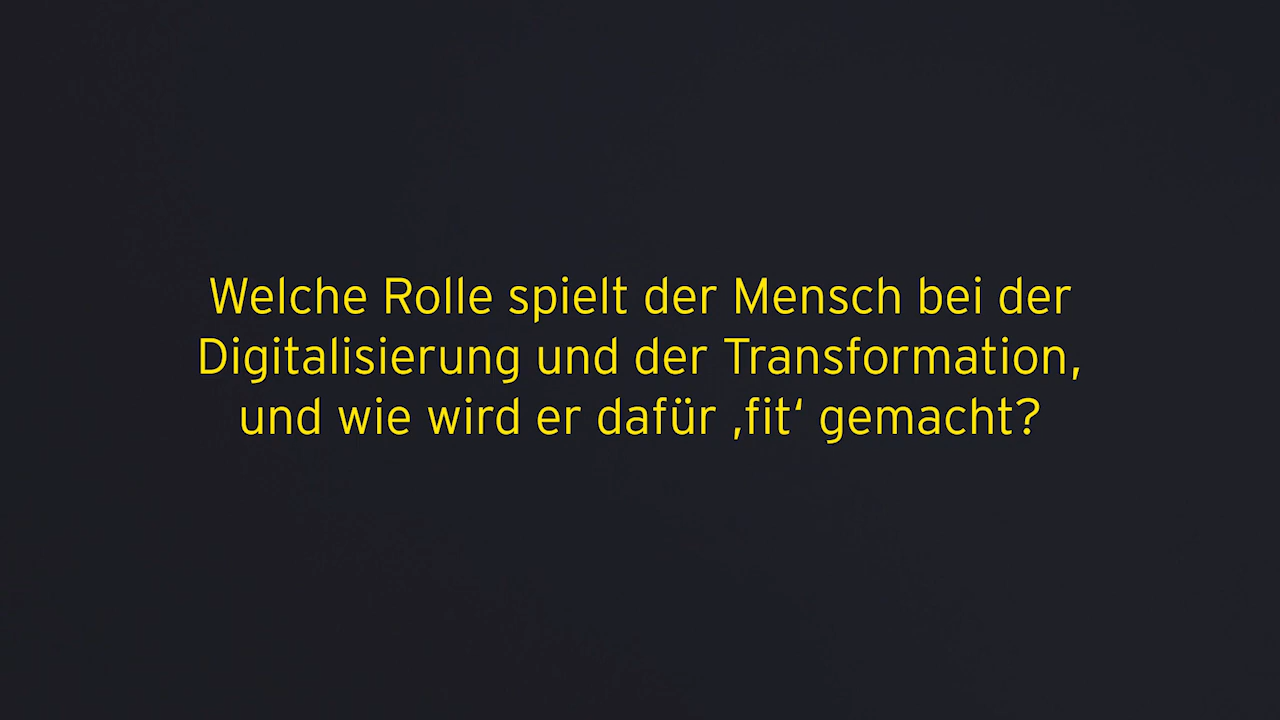 Welche Rolle spielt der Mensch bei der
Digitalisierung und der Transformation,
und wie wird er dafür ‚fit‘ gemacht?